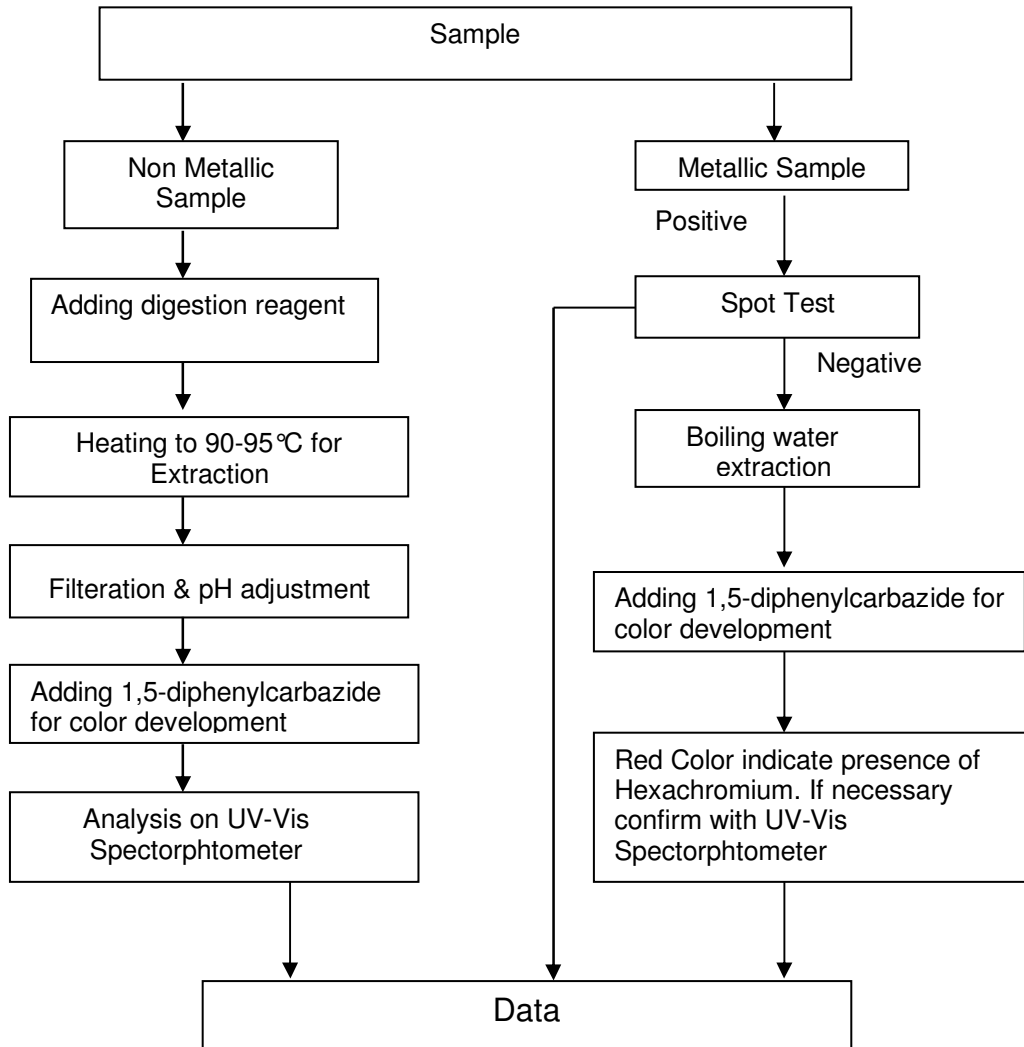 Sample
Non Metallic
Sample
Adding digestion reagent
Heating to 90-95°C for
Extraction
Filteration & pH adjustment
Adding 1,5-diphenylcarbazide
for color development
Analysis on UV-Vis
Spectorphtometer
Metallic Sample
Positive
Spot Test
Negative
Boiling water
extraction
Adding 1,5-diphenylcarbazide for
color development
Red Color indicate presence of
Hexachromium. If necessary
confirm with UV-Vis
Spectorphtometer
Data